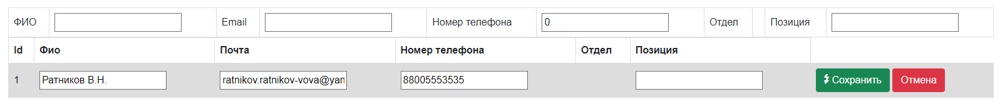 ФИО Email Номер телефона 0 Отдел Позиция
Id Фио Почта Номер телефона Отдел Позиция
1 Ратников В.Н. ratnikov.ratnikov-vova@yan 88005553535 Сохранить Отмена